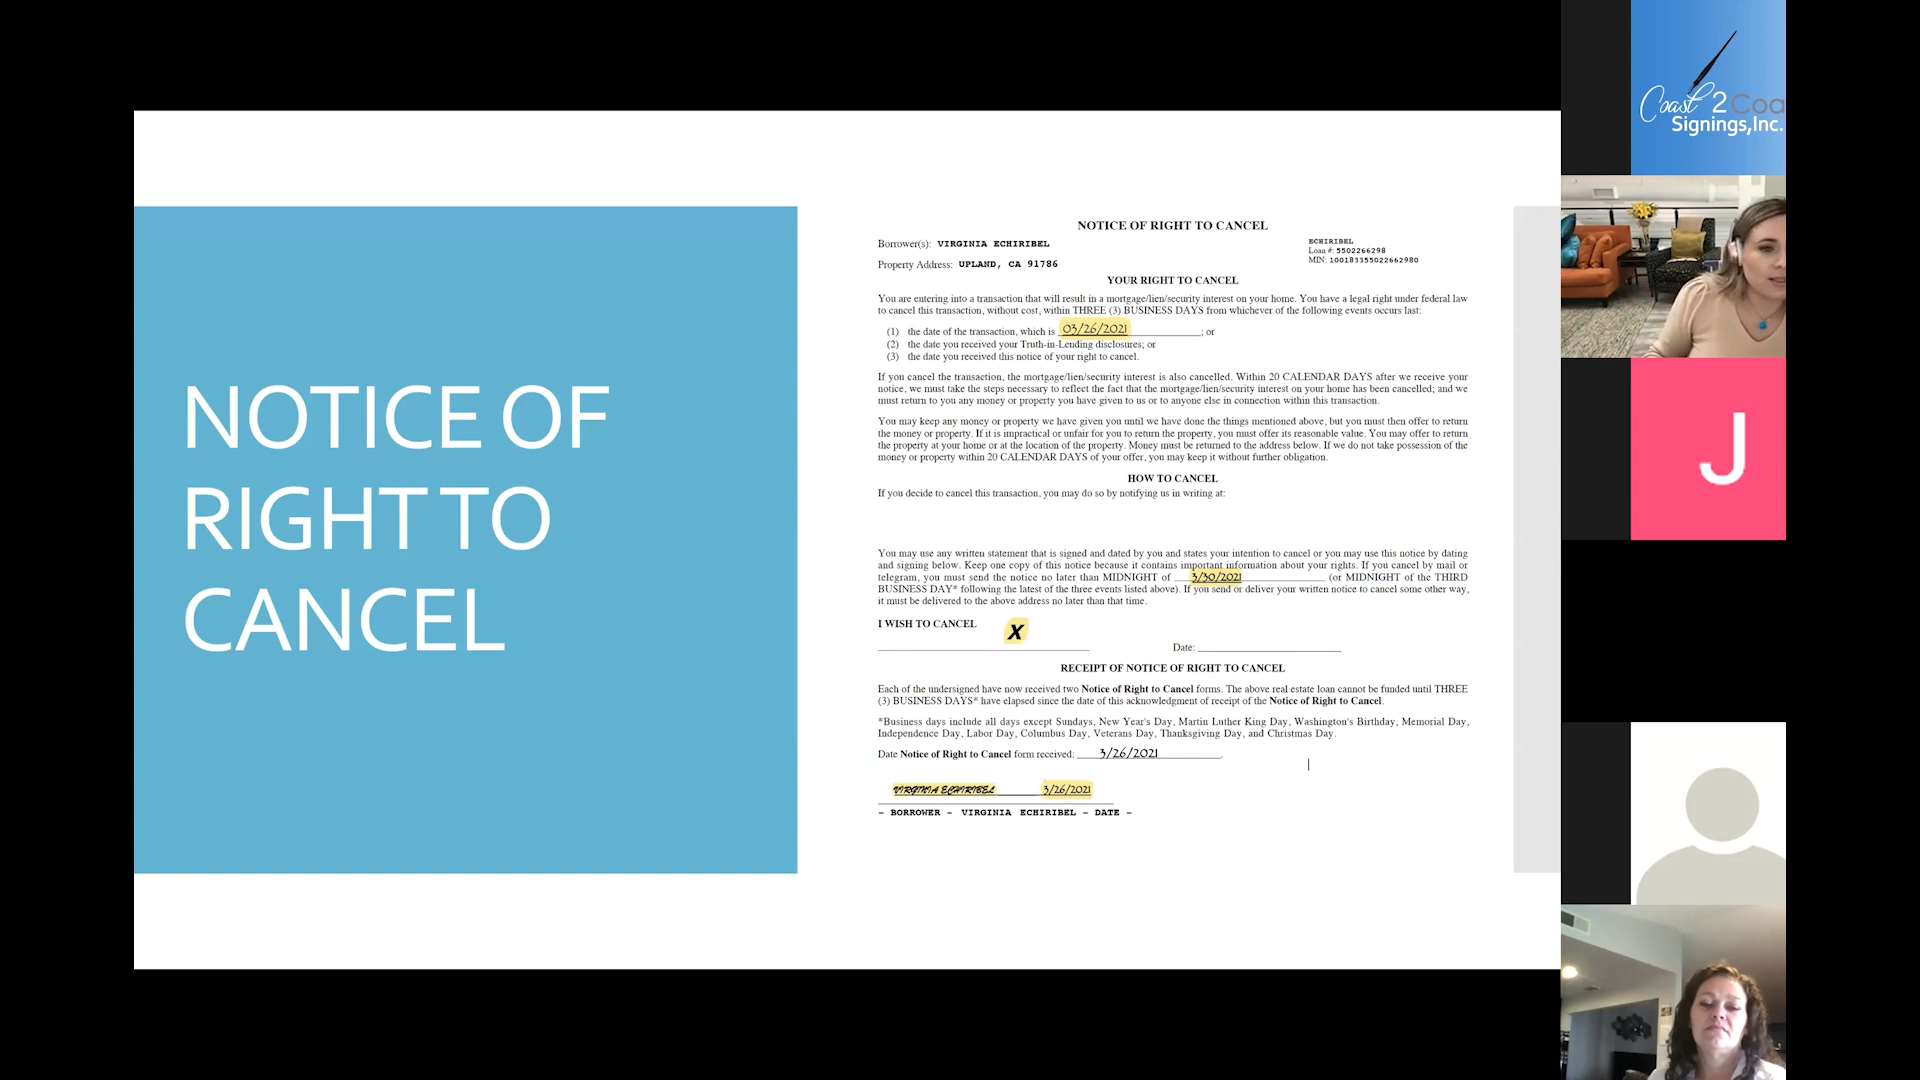 NOTICE OF
RIGHT TO
CANCEL
NOTICE OF RIGHT TO CANCEL
Borrower(s): VIRGINIA ECHIRIBEL
Property Address: UPLAND, CA 91786
ECHIRIBEL
Loan #: 5502266298
MIN: 100183355022662980
YOUR RIGHT TO CANCEL
You are entering into a transaction that will result in a mortgage/lien/security interest on your home. You have a legal right under federal law
to cancel this transaction, without cost, within THREE (3) BUSINESS DAYS from whichever of the following events occurs last:
(1) the date of the transaction, which is 03/26/2021 ; or
(2) the date you received your Truth-in-Lending disclosures; or
(3) the date you received this notice of your right to cancel.
If you cancel the transaction, the mortgage/lien/security interest is also cancelled. Within 20 CALENDAR DAYS after we receive your
notice, we must take the steps necessary to reflect the fact that the mortgage/lien/security interest on your home has been cancelled; and we
must return to you any money or property you have given to us or to anyone else in connection within this transaction.
You may keep any money or property we have given you until we have done the things mentioned above, but you must then offer to return
the money or property. If it is impractical or unfair for you to return the property, you must offer its reasonable value. You may offer to return
the property at your home or at the location of the property. Money must be returned to the address below. If we do not take possession of the
money or property within 20 CALENDAR DAYS of your offer, you may keep it without further obligation.
HOW TO CANCEL
If you decide to cancel this transaction, you may do so by notifying us in writing at:
You may use any written statement that is signed and dated by you and states your intention to cancel or you may use this notice by dating
and signing below. Keep one copy of this notice because it contains important information about your rights. If you cancel by mail or
telegram, you must send the notice no later than MIDNIGHT of 3/30/2021 (or MIDNIGHT of the THIRD
BUSINESS DAY* following the latest of the three events listed above). If you send or deliver your written notice to cancel some other way,
it must be delivered to the above address no later than that time.
I WISH TO CANCEL
X
Date:
RECEIPT OF NOTICE OF RIGHT TO CANCEL
Each of the undersigned have now received two Notice of Right to Cancel forms. The above real estate loan cannot be funded until THREE
(3) BUSINESS DAYS* have elapsed since the date of this acknowledgment of receipt of the Notice of Right to Cancel.
*Business days include all days except Sundays, New Year's Day, Martin Luther King Day, Washington's Birthday, Memorial Day,
Independence Day, Labor Day, Columbus Day, Veterans Day, Thanksgiving Day, and Christmas Day.
Date Notice of Right to Cancel form received: 3/26/2021.
VIRGINIA ECHIRIBEL 3/26/2021
- BORROWER - VIRGINIA ECHIRIBEL - DATE -
Coast 2 Coa
Signings,Inc.
J